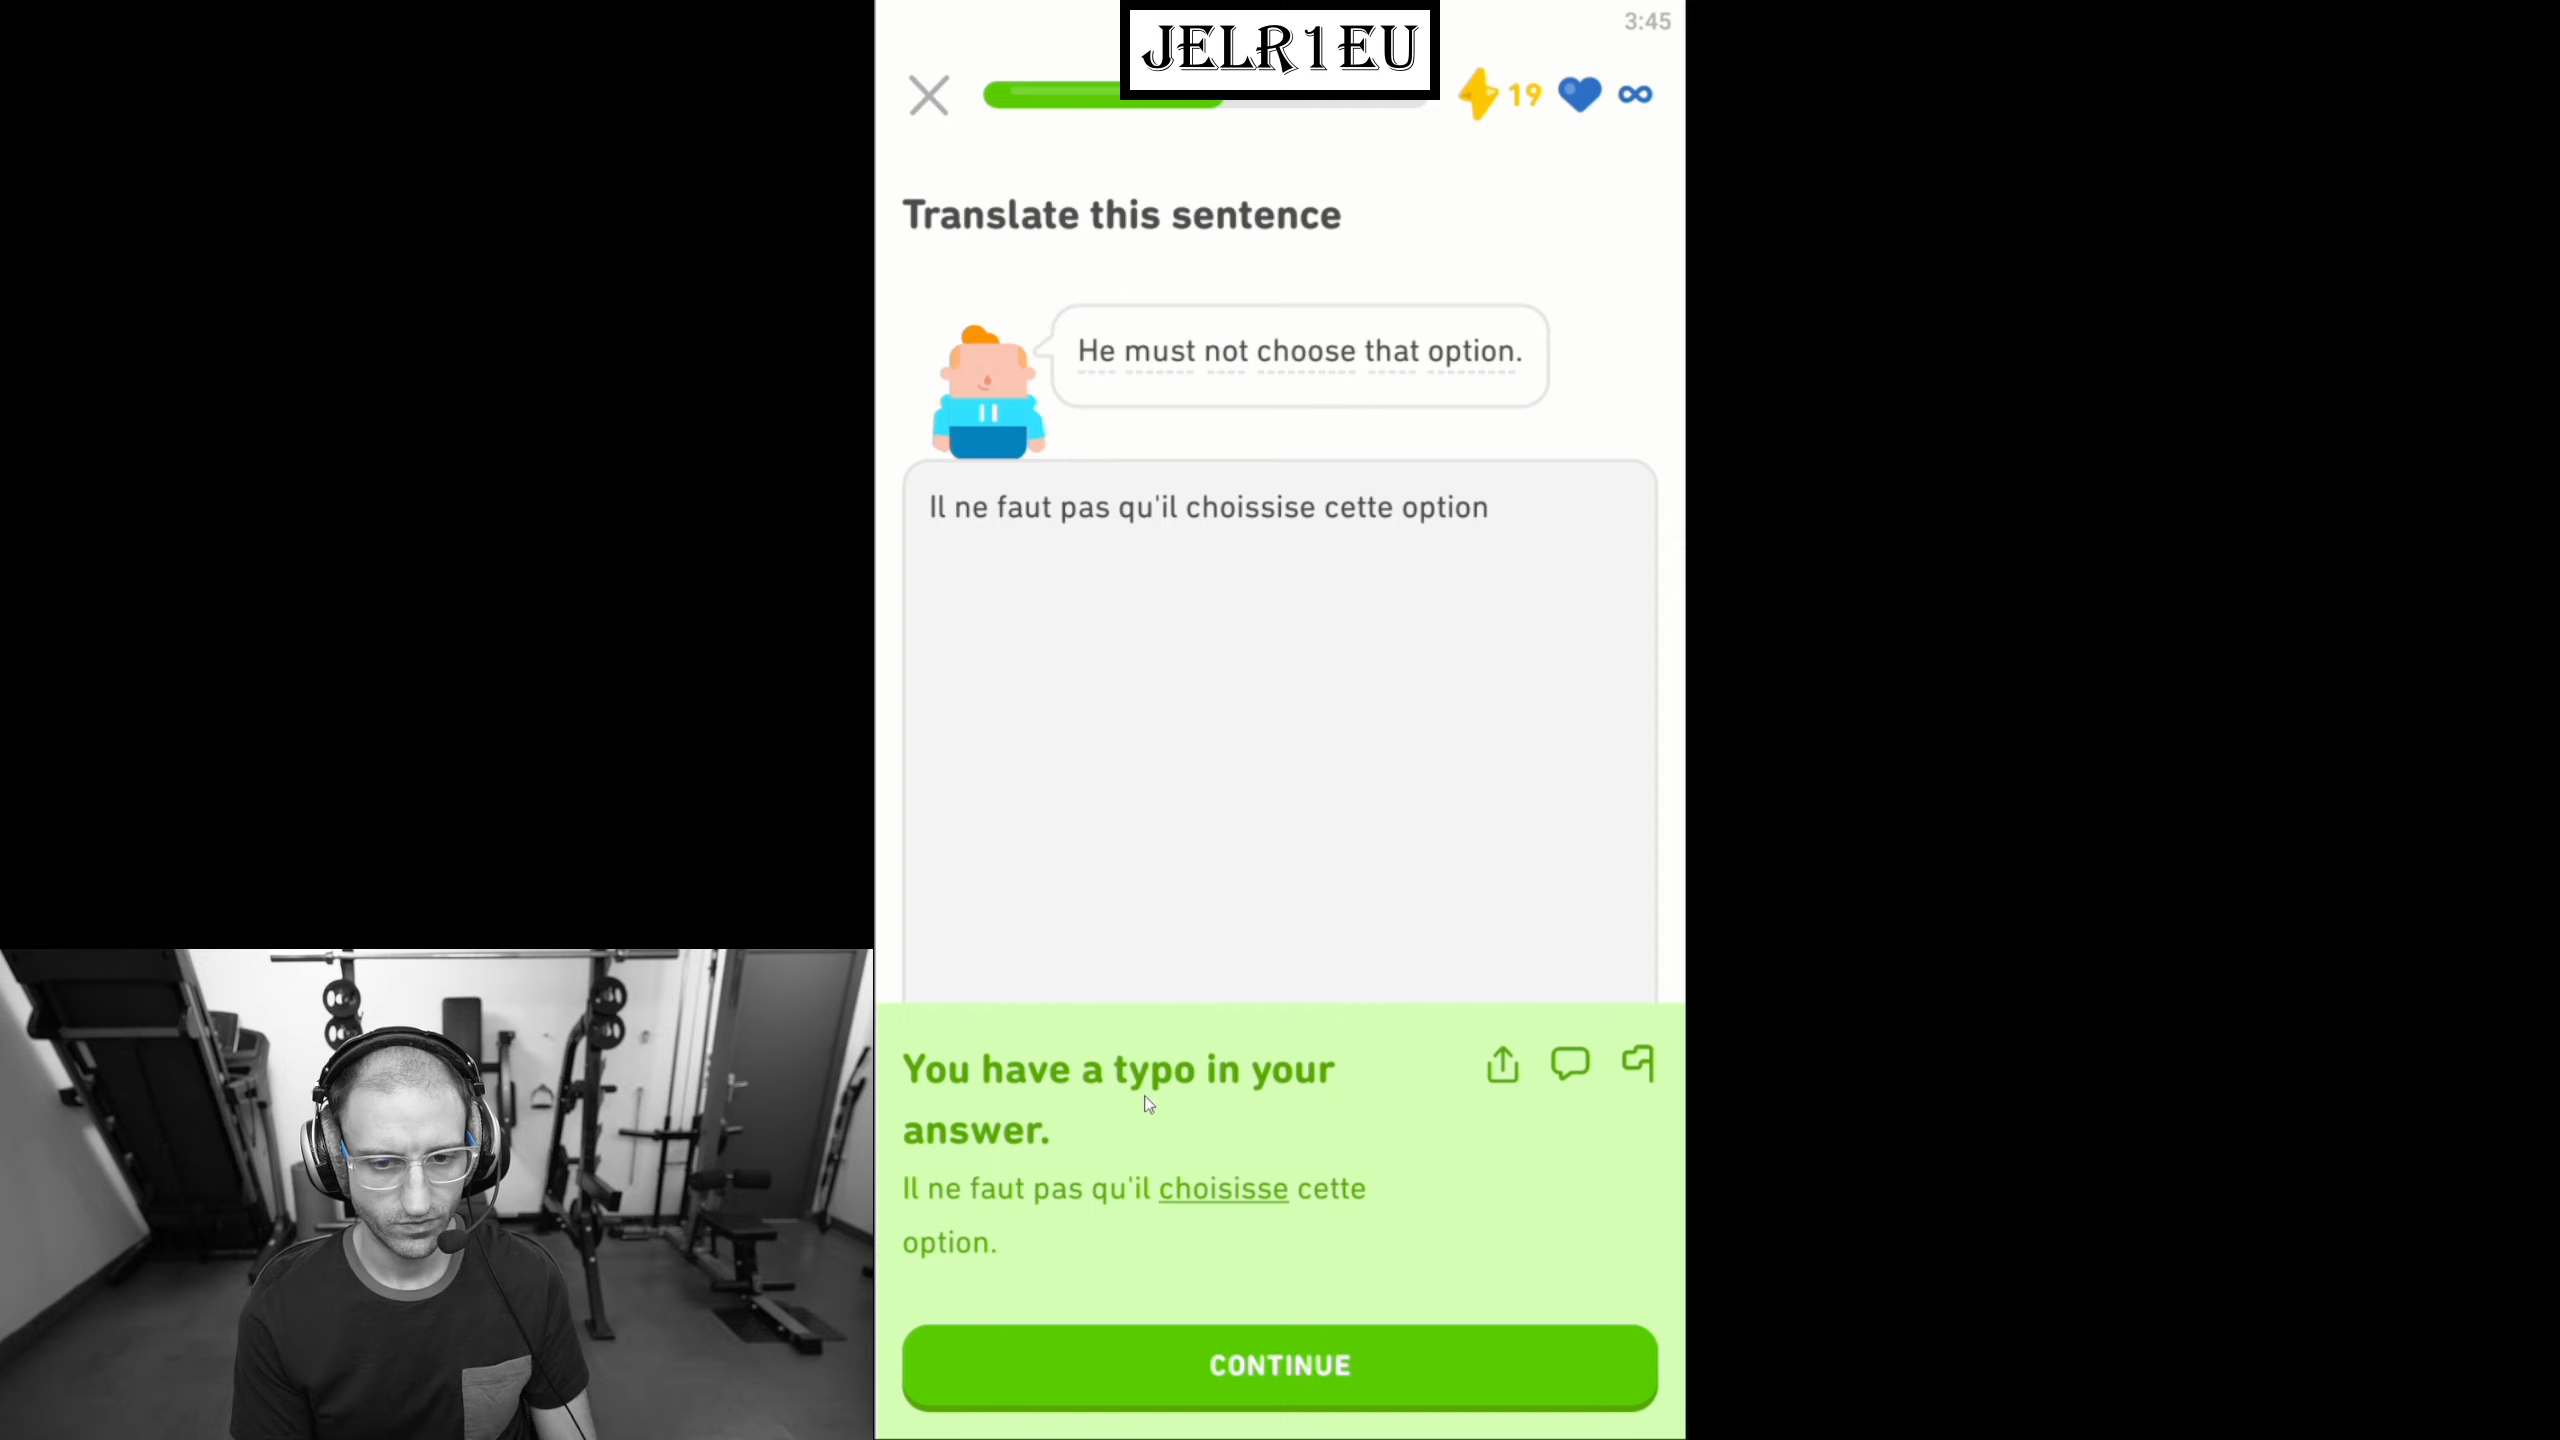 JELR1EU
3:45
19
Translate this sentence
He must not choose that option.
Il ne faut pas qu'il choissise cette option
You have a typo in your
answer.
Il ne faut pas qu'il choisisse cette
option.
CONTINUE